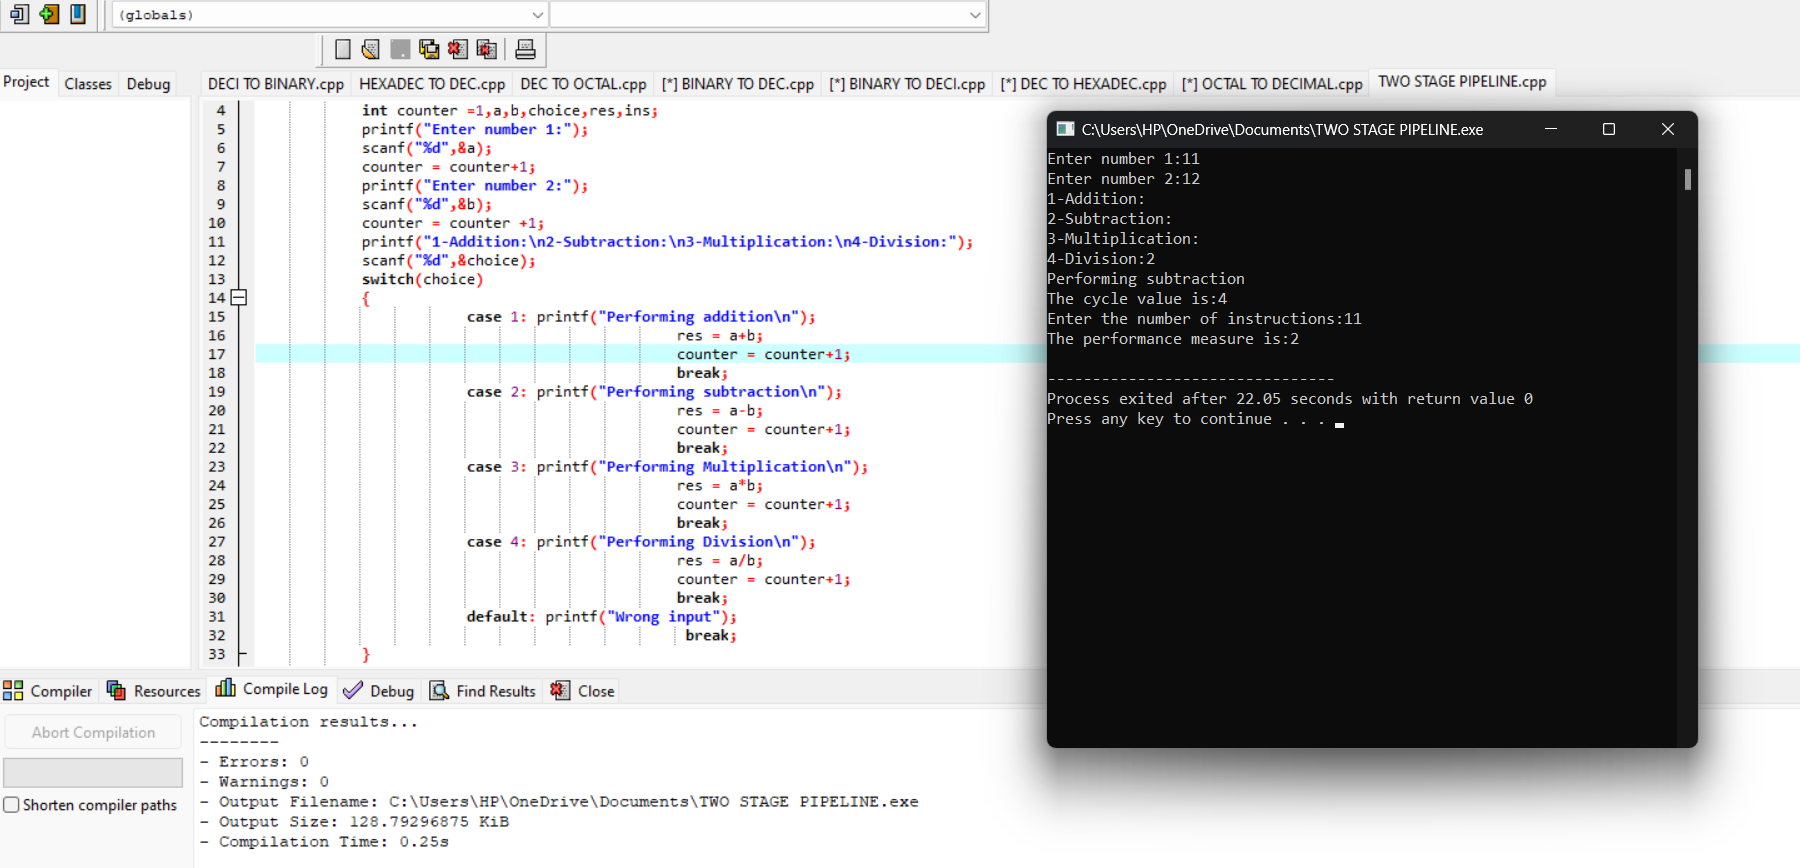 (globals)
Project Classes Debug
DECI TO BINARY.cpp HEXADEC TO DEC.cpp DEC TO OCTAL.cpp [*] BINARY TO DEC.cpp [*] BINARY TO DECI.cpp [*] DEC TO HEXADEC.cpp [*] OCTAL TO DECIMAL.cpp TWO STAGE PIPELINE.cpp
4 int counter =1,a,b,choice,res,ins;
5 printf("Enter number 1:");
6 scanf("%d",&a);
7 counter = counter+1;
8 printf("Enter number 2:");
9 scanf("%d",&b);
10 counter = counter +1;
11 printf("1-Addition:\n2-Subtraction:\n3-Multiplication:\n4-Division:");
12 scanf("%d",&choice);
13 switch(choice)
14 {
15 case 1: printf("Performing addition\n");
16 res = a+b;
17 counter = counter+1;
18 break;
19 case 2: printf("Performing subtraction\n");
20 res = a-b;
21 counter = counter+1;
22 break;
23 case 3: printf("Performing Multiplication\n");
24 res = a*b;
25 counter = counter+1;
26 break;
27 case 4: printf("Performing Division\n");
28 res = a/b;
29 counter = counter+1;
30 break;
31 default: printf("Wrong input");
32 break;
33 }
C:\Users\HP\OneDrive\Documents\TWO STAGE PIPELINE.exe
Enter number 1:11
Enter number 2:12
1-Addition:
2-Subtraction:
3-Multiplication:
4-Division:2
Performing subtraction
The cycle value is:4
Enter the number of instructions:11
The performance measure is:2
--------------------------------
Process exited after 22.05 seconds with return value 0
Press any key to continue . . .
Compiler Resources Compile Log Debug Find Results Close
Abort Compilation
Shorten compiler paths
Compilation results...
--------
- Errors: 0
- Warnings: 0
- Output Filename: C:\Users\HP\OneDrive\Documents\TWO STAGE PIPELINE.exe
- Output Size: 128.79296875 KiB
- Compilation Time: 0.25s